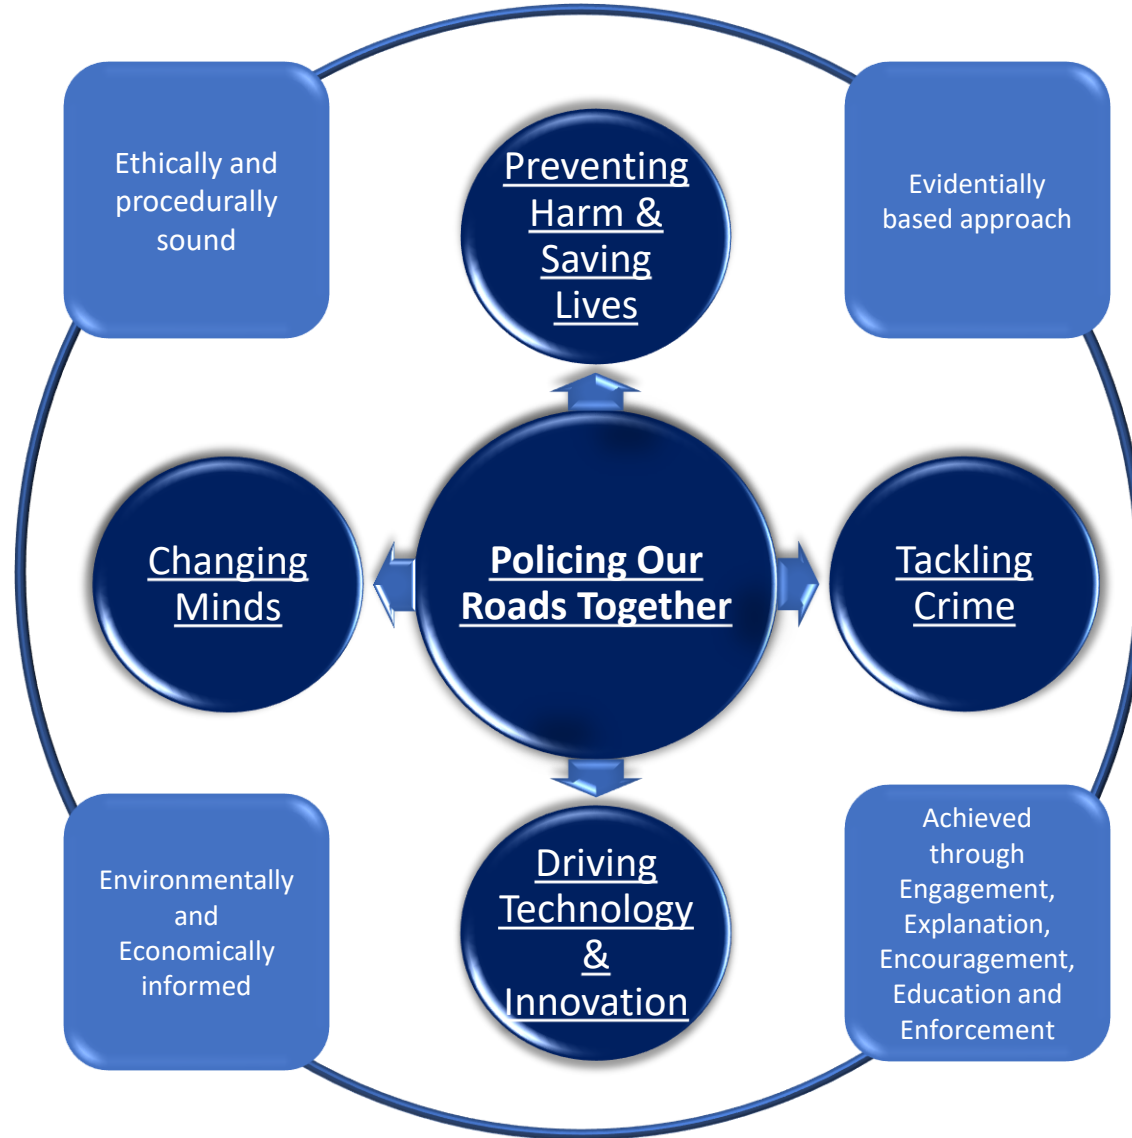 Ethically and
procedurally
sound
Preventing
Harm &
Saving
Lives
Evidentially
based approach
Changing
Minds
Policing Our
Roads Together
Tackling
Crime
Environmentally
and
Economically
informed
Driving
Technology
&
Innovation
Achieved
through
Engagement,
Explanation,
Encouragement,
Education and
Enforcement